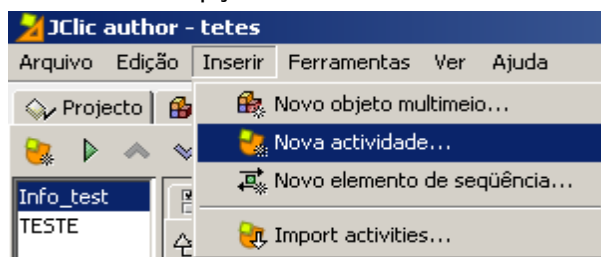 JClic author - tetes
Arquivo Edição Inserir Ferramentas Ver Ajuda
Projecto
Novo objeto multimeio...
Nova actividade...
Novo elemento de seqüência...
Import activities...
Info_test
TESTE